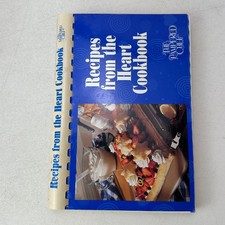 Recipes from the Heart Cookbook
Recipes
from the
Heart
Cookbook
THE
PAMPERED
CHEF